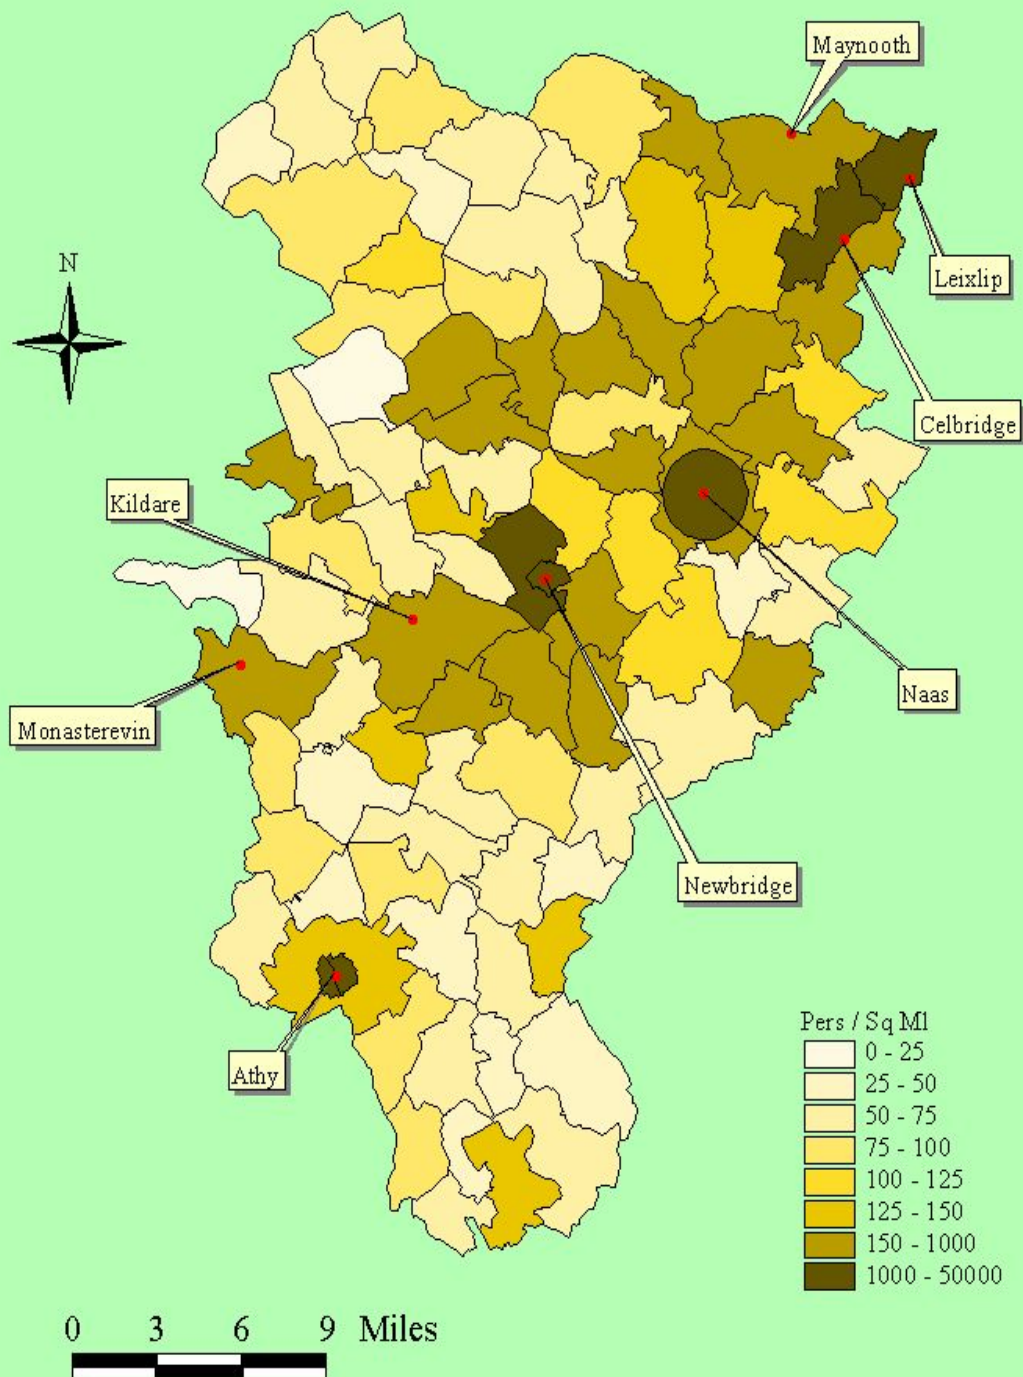 Maynooth
N
Leixlip
Celbridge
Kildare
Naas
Monasterevin
Newbridge
Pers / Sq Ml
0 - 25
25 - 50
50 - 75
75 - 100
100 - 125
125 - 150
150 - 1000
1000 - 50000
Athy
0 3 6 9 Miles